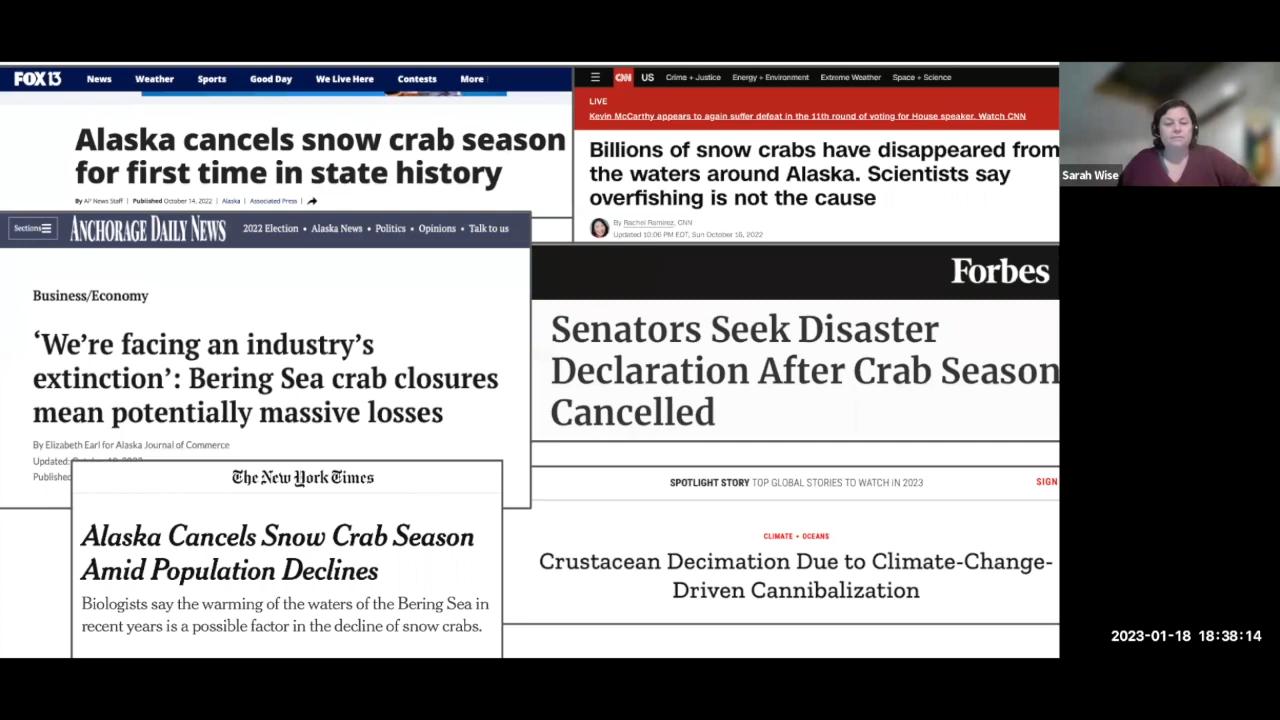 FOX 13 News Weather Sports Good Day We Live Here Contests More
Alaska cancels snow crab season
for first time in state history
By AP News Staff | Published October 14, 2022 | Alaska | Associated Press |
CNN US Crime + Justice Energy + Environment Extreme Weather Space + Science
LIVE
Kevin McCarthy appears to again suffer defeat in the 11th round of voting for House speaker. Watch CNN
Billions of snow crabs have disappeared from
the waters around Alaska. Scientists say
overfishing is not the cause
By Rachel Ramirez, CNN
Updated 10:06 PM EDT, Sun October 16, 2022
Sarah Wise
Sections ANCHORAGE DAILY NEWS 2022 Election • Alaska News • Politics • Opinions • Talk to us
Business/Economy
‘We’re facing an industry’s
extinction’: Bering Sea crab closures
mean potentially massive losses
By Elizabeth Earl for Alaska Journal of Commerce
Updated:
Published
Forbes
Senators Seek Disaster
Declaration After Crab Season
Cancelled
The New York Times
Alaska Cancels Snow Crab Season
Amid Population Declines
Biologists say the warming of the waters of the Bering Sea in
recent years is a possible factor in the decline of snow crabs.
SPOTLIGHT STORY TOP GLOBAL STORIES TO WATCH IN 2023 SIGN
CLIMATE • OCEANS
Crustacean Decimation Due to Climate-Change-
Driven Cannibalization
2023-01-18 18:38:14